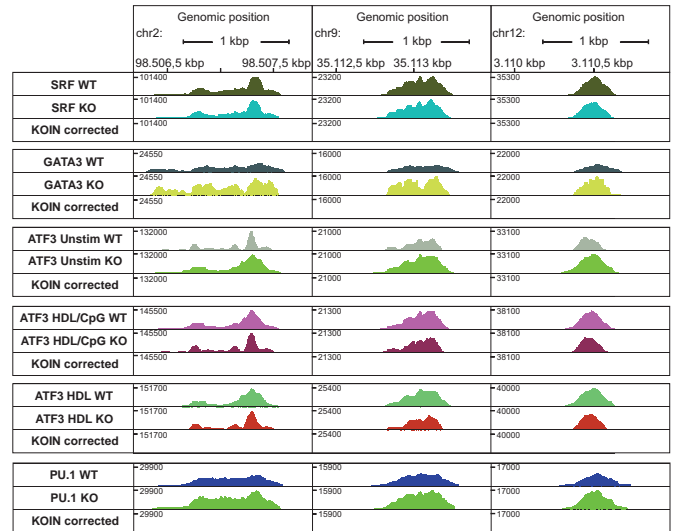 Genomic position Genomic position Genomic position
chr2: chr9: chr12:
1 kbp 1 kbp 1 kbp
98.506,5 kbp 98.507,5 kbp 35.112,5 kbp 35.113 kbp 3.110 kbp 3.110,5 kbp
SRF WT 101400 23200 35300
SRF KO 101400 23200 35300
KOIN corrected 101400 23200 35300
GATA3 WT 24550 16000 22000
GATA3 KO 24550 16000 22000
KOIN corrected 24550 16000 22000
ATF3 Unstim WT 132000 21000 33100
ATF3 Unstim KO 132000 21000 33100
KOIN corrected 132000 21000 33100
ATF3 HDL/CpG WT 145500 21300 38100
ATF3 HDL/CpG KO 145500 21300 38100
KOIN corrected 145500 21300 38100
ATF3 HDL WT 151700 25400 40000
ATF3 HDL KO 151700 25400 40000
KOIN corrected 151700 25400 40000
PU.1 WT 29900 15900 17000
PU.1 KO 29900 15900 17000
KOIN corrected 29900 15900 17000